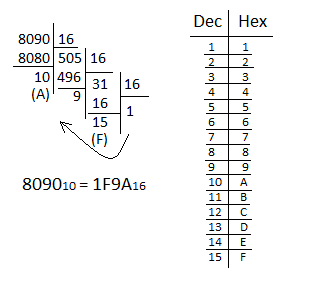 8090 16
8080 505 16
10 496 31 16
(A) 9 16 1
15
(F)
8090₁₀ = 1F9A₁₆
Dec Hex
1 1
2 2
3 3
4 4
5 5
6 6
7 7
8 8
9 9
10 A
11 B
12 C
13 D
14 E
15 F